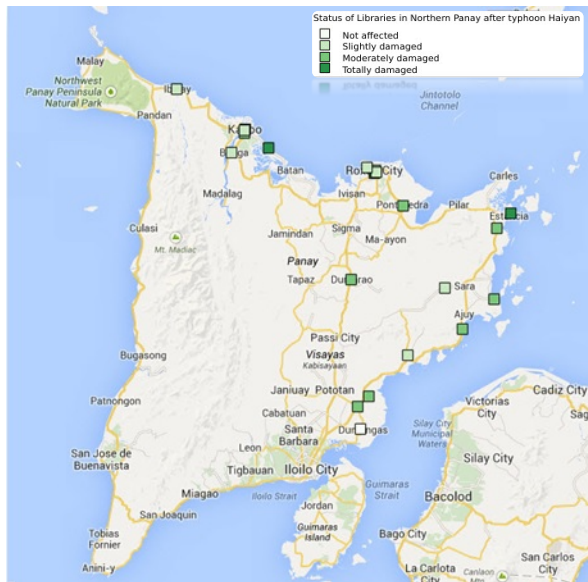 Status of Libraries in Northern Panay after typhoon Haiyan
Not affected
Slightly damaged
Moderately damaged
Totally damaged
Malay
Northwest
Panay Peninsula
Natural Park
Pandan
Jintotolo
Channel
Batan
Madalag
Ivisan
Carles
Pilar
Culasi
Mt. Madiac
Jamindan
Sigma
Ma-ayon
Panay
Tapaz
Sara
Ajuy
Passi City
Bugasong
Visayas
Kabisayaan
Patnongon
Janiuay
Pototan
Cabatuan
Santa
Barbara
Leon
Tigbauan
Iloilo City
San Jose de
Buenavista
Miagao
Iloilo Strait
San Joaquin
Tobias
Fornier
Anini-y
Guimaras
Strait
Jordan
Guimaras
Island
Victorias
City
Cadiz City
Sag
Silay City
Municipal
Waters
Silay City
Bacolod
Bago City
La Carlota
City
San Carlos
City
Canlaon